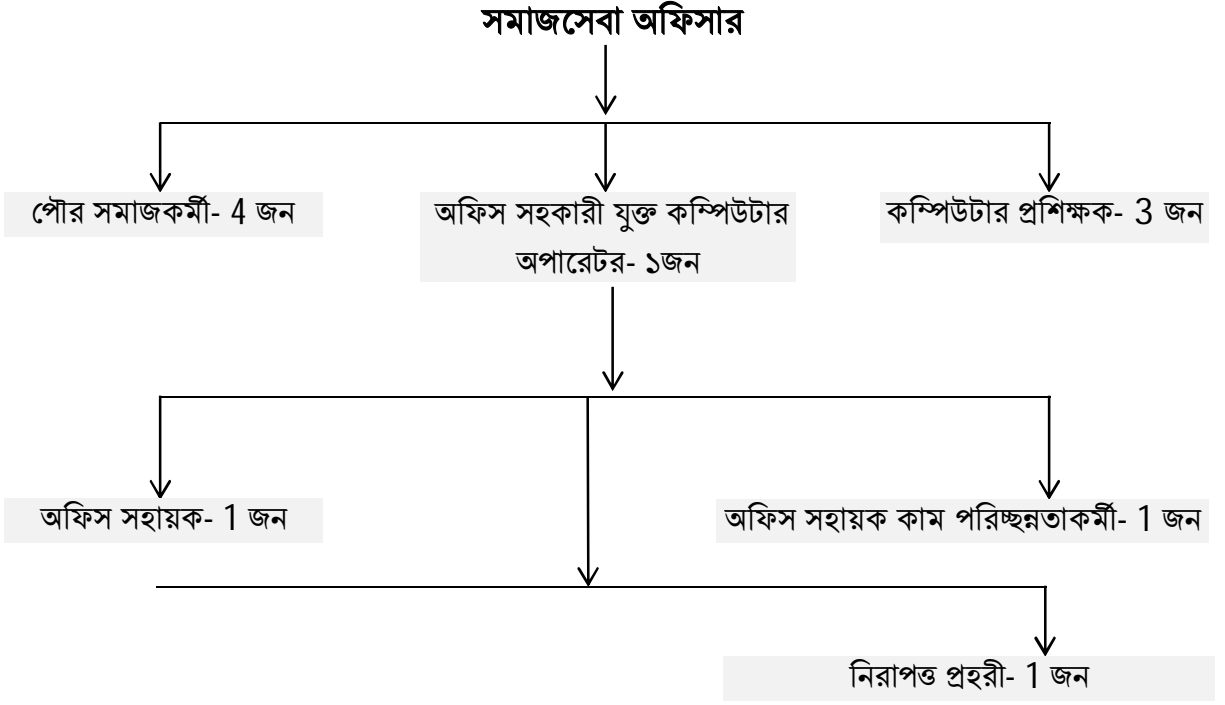 সমাজসেবা অফিসার
পৌর সমাজকর্মী- 4 জন
অফিস সহকারী যুক্ত কম্পিউটার
অপারেটর- ১জন
কম্পিউটার প্রশিক্ষক- 3 জন
অফিস সহায়ক- 1 জন
অফিস সহায়ক কাম পরিচ্ছন্নতাকর্মী- 1 জন
নিরাপত্ত প্রহরী- 1 জন